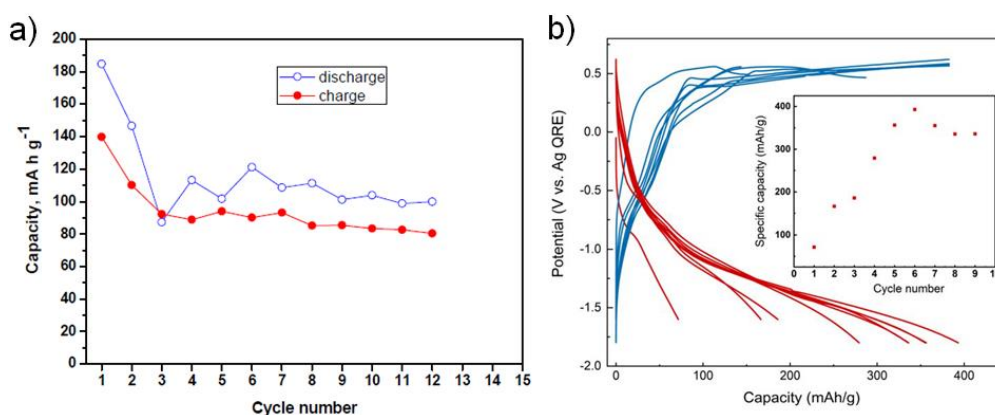 a)
200
180
160
140
120
100
80
60
40
20
0
Capacity, mA h g⁻¹
discharge
charge
1 2 3 4 5 6 7 8 9 10 11 12 13 14 15
Cycle number
b)
0.5
0.0
-0.5
-1.0
-1.5
-2.0
Potential (V vs. Ag QRE)
0 100 200 300 400
Capacity (mAh/g)
400
300
200
100
Specific capacity (mAh/g)
0 1 2 3 4 5 6 7 8 9 1
Cycle number